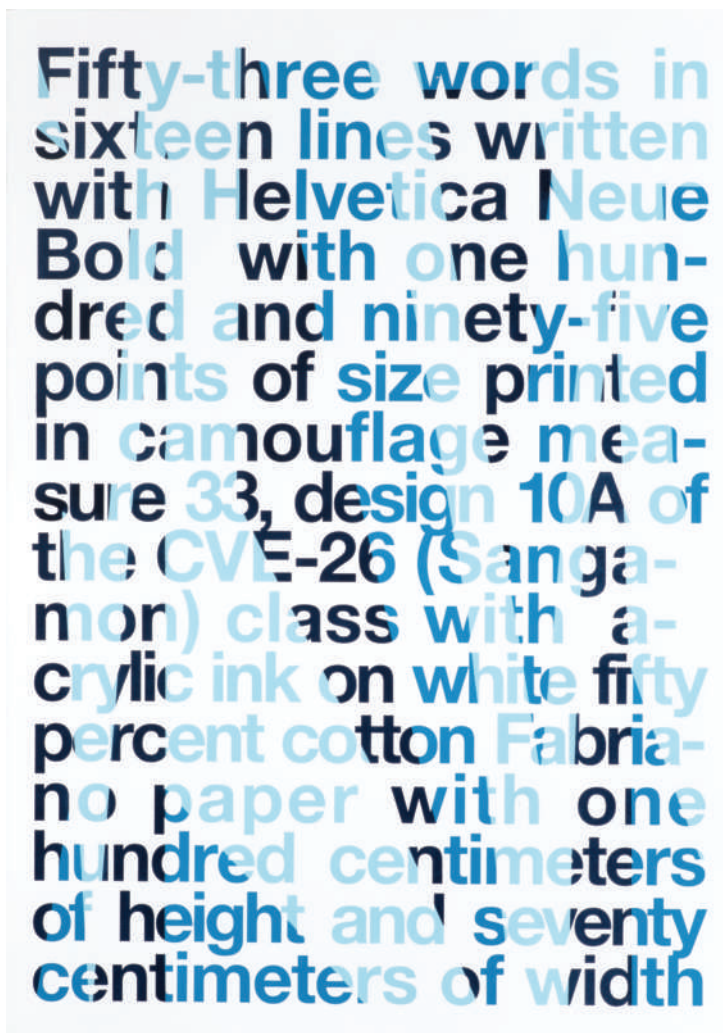 Fifty-three words in
sixteen lines written
with Helvetica Neue
Bold with one hun-
dred and ninety-five
points of size printed
in camouflage mea-
sure 33, design 10A of
the CVE-26 (Sanga-
mon) class with a-
crylic ink on white fifty
percent cotton Fabria-
no paper with one
hundred centimeters
of height and seventy
centimeters of width